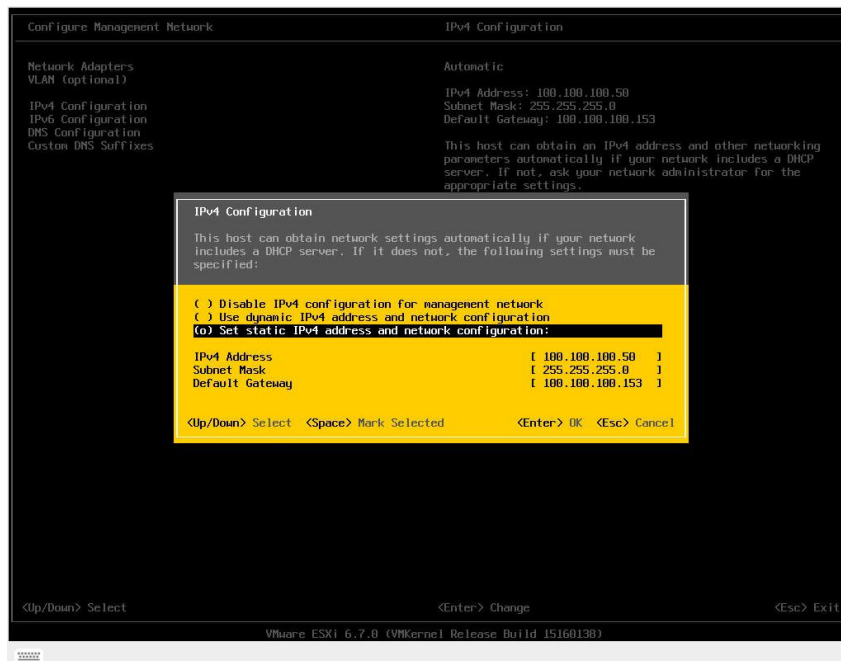 Configure Management Network
IPv4 Configuration
Network Adapters
VLAN (optional)
IPv4 Configuration
IPv6 Configuration
DNS Configuration
Custom DNS Suffixes
Automatic
IPv4 Address: 100.100.100.50
Subnet Mask: 255.255.255.0
Default Gateway: 100.100.100.153
This host can obtain an IPv4 address and other networking
parameters automatically if your network includes a DHCP
server. If not, ask your network administrator for the
appropriate settings.
IPv4 Configuration
This host can obtain network settings automatically if your network
includes a DHCP server. If it does not, the following settings must be
specified:
( ) Disable IPv4 configuration for management network
( ) Use dynamic IPv4 address and network configuration
(o) Set static IPv4 address and network configuration:
IPv4 Address [ 100.100.100.50 ]
Subnet Mask [ 255.255.255.0 ]
Default Gateway [ 100.100.100.153 ]
<Up/Down> Select <Space> Mark Selected <Enter> OK <Esc> Cancel
<Up/Down> Select <Enter> Change <Esc> Exit
VMware ESXi 6.7.0 (VMKernel Release Build 15160138)